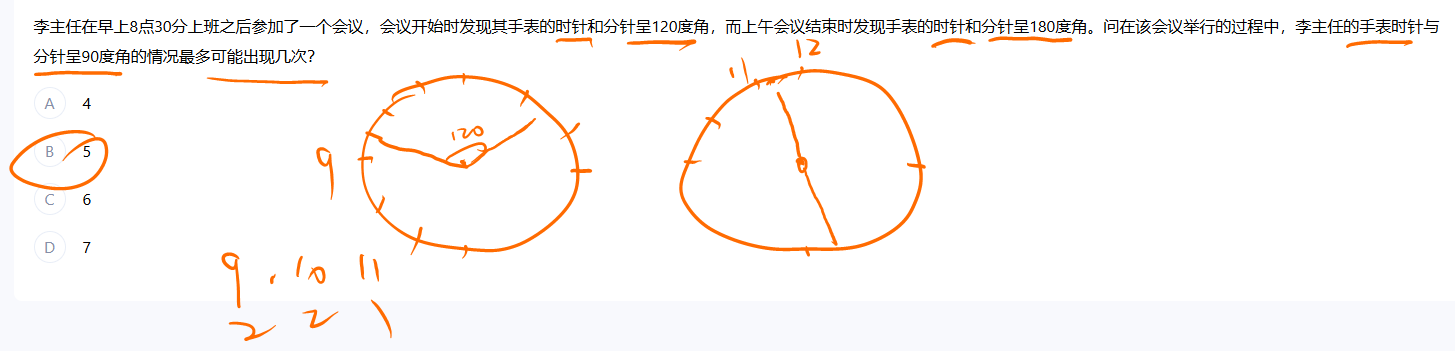 李主任在早上8点30分上班之后参加了一个会议，会议开始时发现其手表的时针和分针呈120度角，而上午会议结束时发现手表的时针和分针呈180度角。问在该会议举行的过程中，李主任的手表时针与
分针呈90度角的情况最多可能出现几次?
12
11
A 4
120
B 5
9
C 6
D 7
9 . 10 11
2 2 1